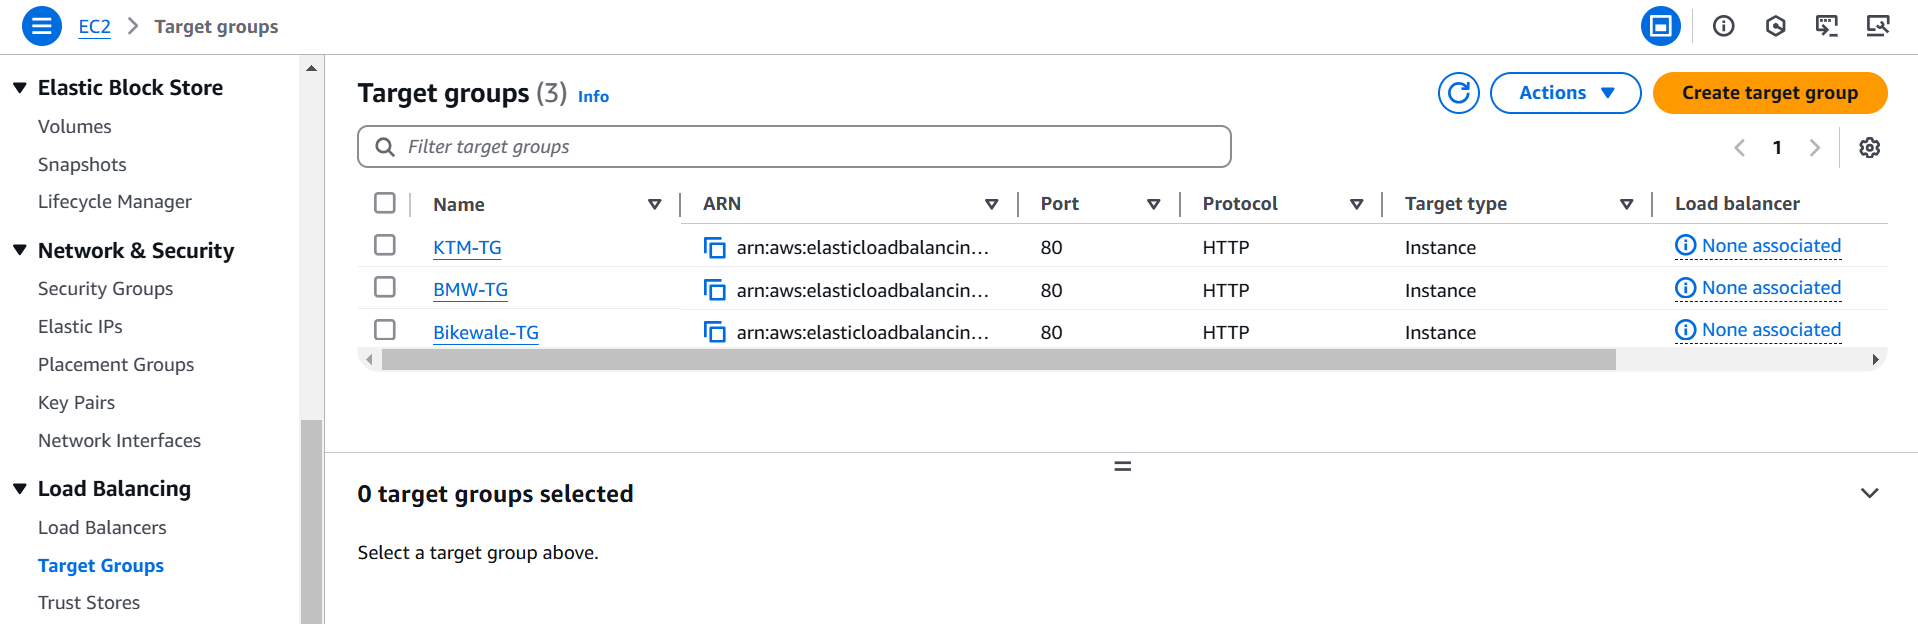 EC2 > Target groups
Elastic Block Store
Volumes
Snapshots
Lifecycle Manager
Network & Security
Security Groups
Elastic IPs
Placement Groups
Key Pairs
Network Interfaces
Load Balancing
Load Balancers
Target Groups
Trust Stores
Target groups (3) Info
Actions
Create target group
Filter target groups
1
Name ARN Port Protocol Target type Load balancer
KTM-TG arn:aws:elasticloadbalancin... 80 HTTP Instance None associated
BMW-TG arn:aws:elasticloadbalancin... 80 HTTP Instance None associated
Bikewale-TG arn:aws:elasticloadbalancin... 80 HTTP Instance None associated
0 target groups selected
Select a target group above.